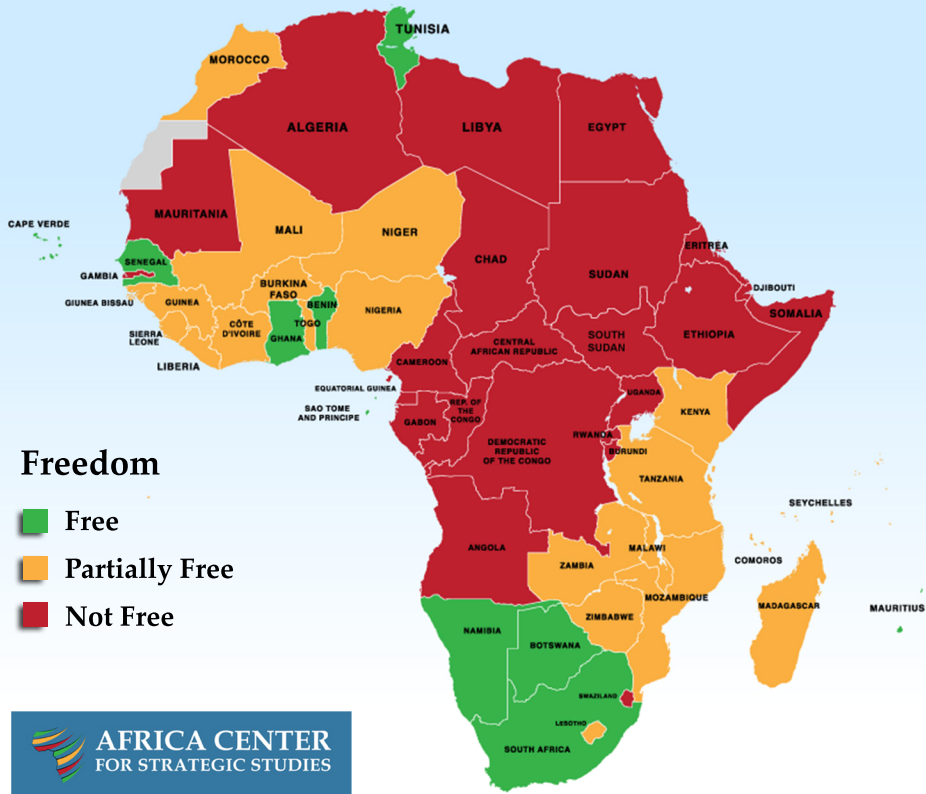 TUNISIA
MOROCCO
ALGERIA
LIBYA
EGYPT
MAURITANIA
CAPE VERDE
MALI
NIGER
CHAD
SUDAN
ERITREA
SENEGAL
GAMBIA
DJIBOUTI
GIUNEA BISSAU
GUINEA
BURKINA
FASO
BENIN
NIGERIA
SOMALIA
SIERRA
LEONE
CÔTE
D'IVOIRE
TOGO
GHANA
SOUTH
SUDAN
ETHIOPIA
LIBERIA
CENTRAL
AFRICAN REPUBLIC
CAMEROON
EQUATORIAL GUINEA
UGANDA
KENYA
SAO TOME
AND PRINCIPE
GABON
REP. OF
THE
CONGO
RWANDA
BURUNDI
DEMOCRATIC
REPUBLIC
OF THE CONGO
TANZANIA
SEYCHELLES
ANGOLA
ZAMBIA
MALAWI
COMOROS
MOZAMBIQUE
MADAGASCAR
MAURITIUS
ZIMBABWE
NAMIBIA
BOTSWANA
SWAZILAND
LESOTHO
SOUTH AFRICA
Freedom
Free
Partially Free
Not Free
AFRICA CENTER
FOR STRATEGIC STUDIES